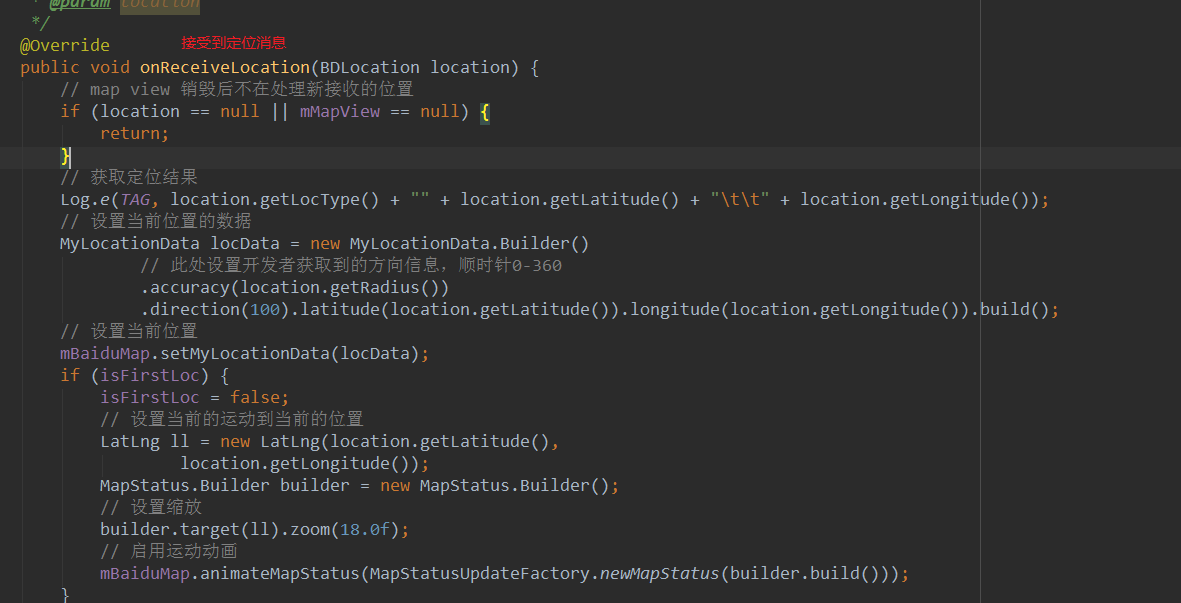 * @param location
*/
@Override 接受到定位消息
public void onReceiveLocation(BDLocation location) {
// map view 销毁后不在处理新接收的位置
if (location == null || mMapView == null) {
return;
}
// 获取定位结果
Log.e(TAG, location.getLocType() + "" + location.getLatitude() + "\t\t" + location.getLongitude());
// 设置当前位置的数据
MyLocationData locData = new MyLocationData.Builder()
// 此处设置开发者获取到的方向信息，顺时针0-360
.accuracy(location.getRadius())
.direction(100).latitude(location.getLatitude()).longitude(location.getLongitude()).build();
// 设置当前位置
mBaiduMap.setMyLocationData(locData);
if (isFirstLoc) {
isFirstLoc = false;
// 设置当前的运动到当前的位置
LatLng ll = new LatLng(location.getLatitude(),
location.getLongitude());
MapStatus.Builder builder = new MapStatus.Builder();
// 设置缩放
builder.target(ll).zoom(18.0f);
// 启用运动动画
mBaiduMap.animateMapStatus(MapStatusUpdateFactory.newMapStatus(builder.build()));
}